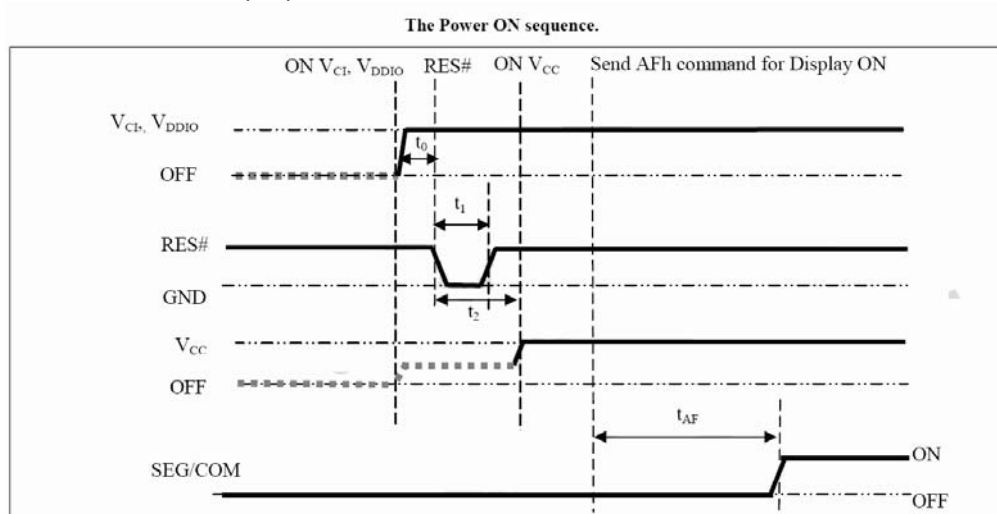 The Power ON sequence.
ON V_CI, V_DDIO RES# ON V_CC Send AFh command for Display ON
V_CI,, V_DDIO
t_0
OFF
t_1
RES#
GND
t_2
V_CC
OFF
t_AF
SEG/COM
ON
OFF